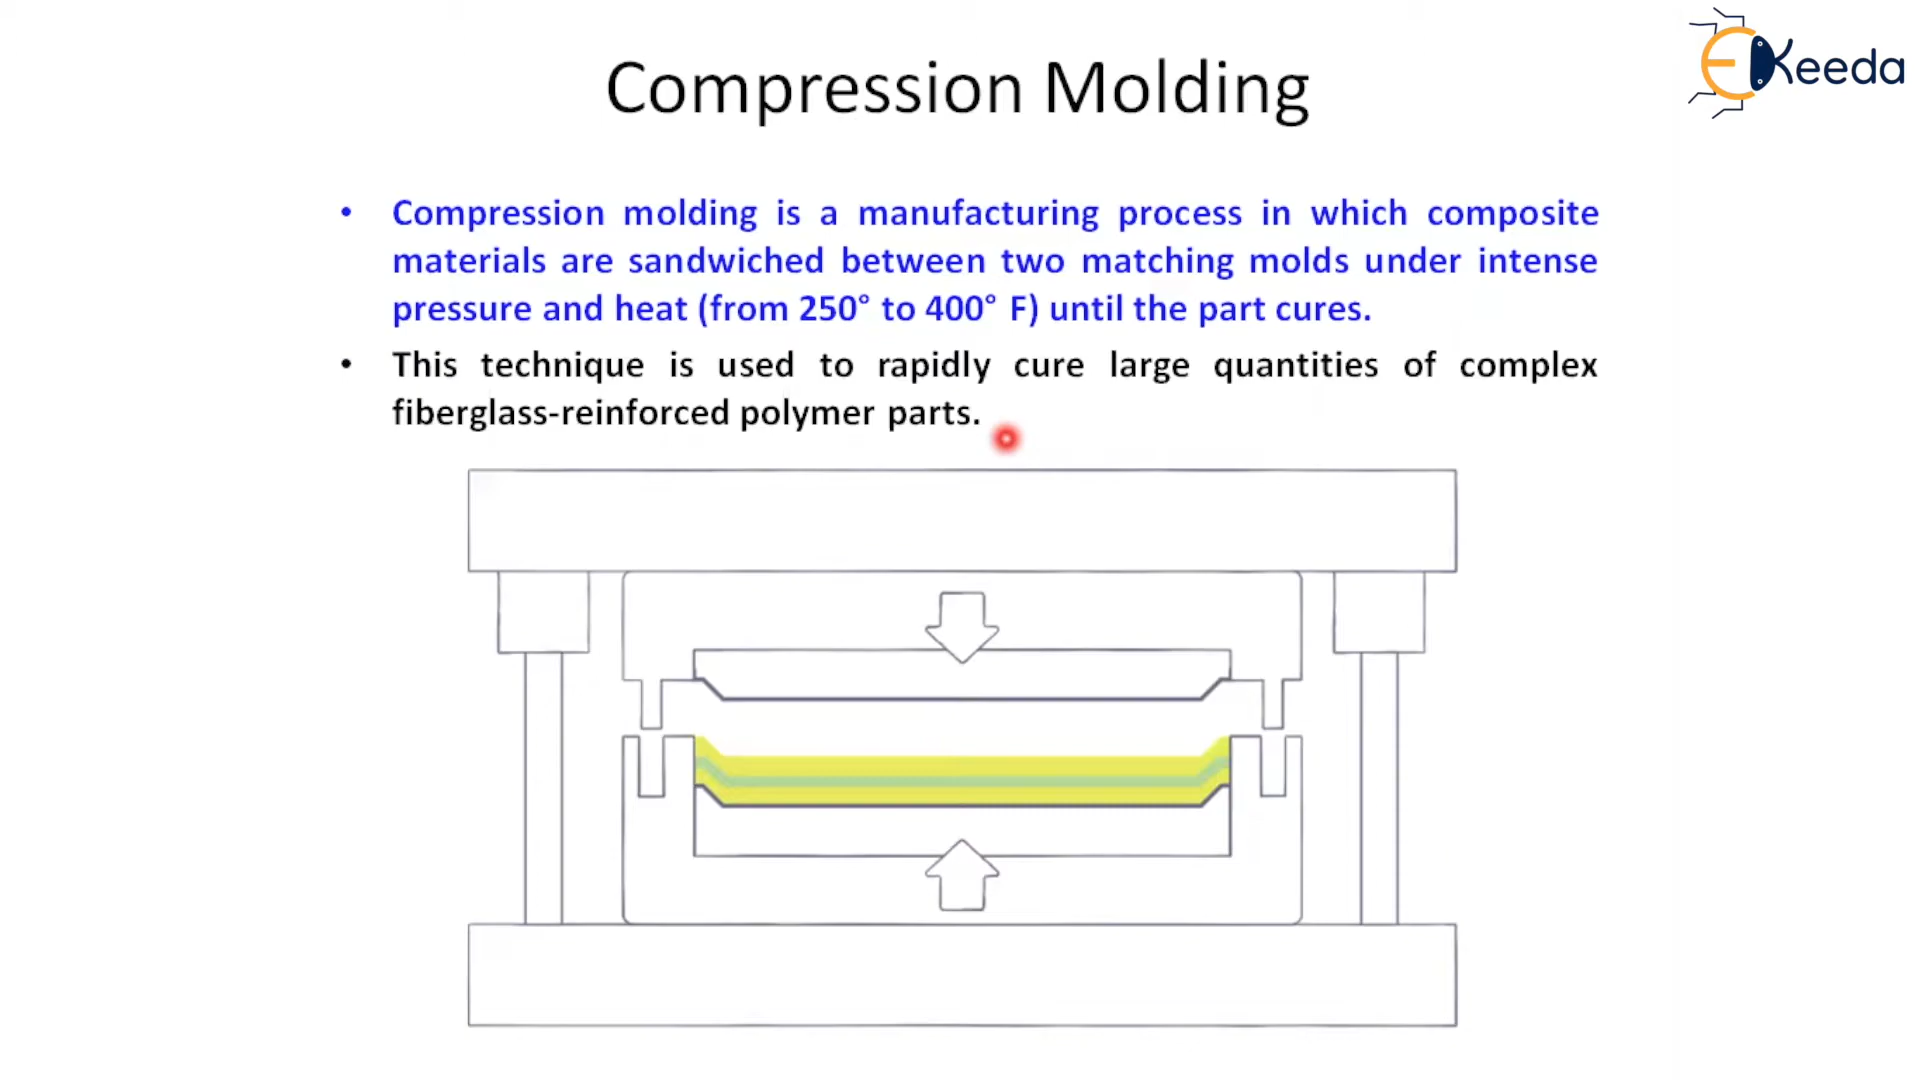 EKeeda
Compression Molding
• Compression molding is a manufacturing process in which composite
materials are sandwiched between two matching molds under intense
pressure and heat (from 250° to 400° F) until the part cures.
• This technique is used to rapidly cure large quantities of complex
fiberglass-reinforced polymer parts.